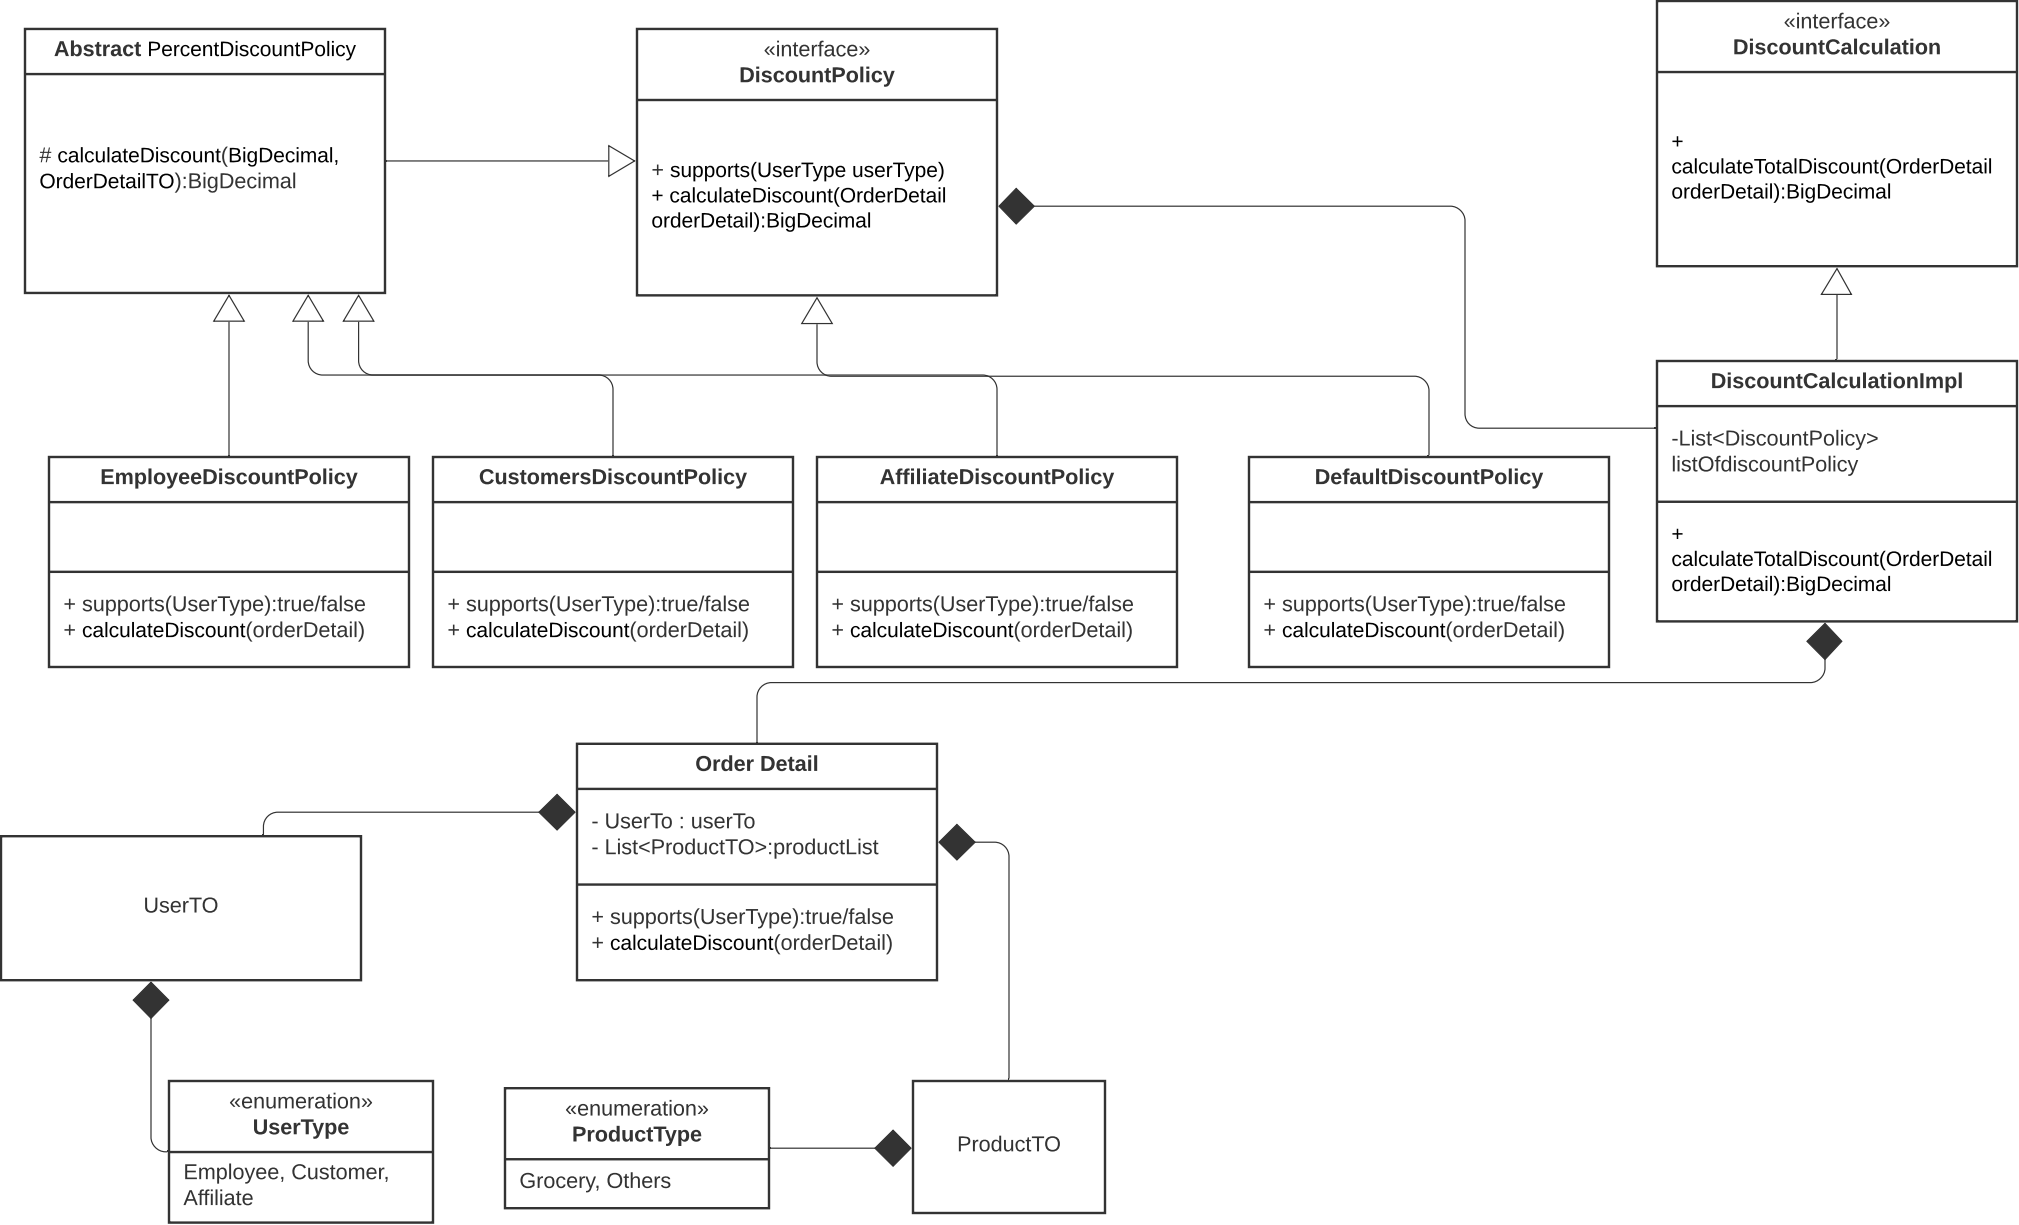 Abstract PercentDiscountPolicy
# calculateDiscount(BigDecimal,
OrderDetailTO):BigDecimal
«interface»
DiscountPolicy
+ supports(UserType userType)
+ calculateDiscount(OrderDetail
orderDetail):BigDecimal
«interface»
DiscountCalculation
+
calculateTotalDiscount(OrderDetail
orderDetail):BigDecimal
DiscountCalculationImpl
-List<DiscountPolicy>
listOfdiscountPolicy
+
calculateTotalDiscount(OrderDetail
orderDetail):BigDecimal
EmployeeDiscountPolicy
+ supports(UserType):true/false
+ calculateDiscount(orderDetail)
CustomersDiscountPolicy
+ supports(UserType):true/false
+ calculateDiscount(orderDetail)
AffiliateDiscountPolicy
+ supports(UserType):true/false
+ calculateDiscount(orderDetail)
DefaultDiscountPolicy
+ supports(UserType):true/false
+ calculateDiscount(orderDetail)
Order Detail
- UserTo : userTo
- List<ProductTO>:productList
+ supports(UserType):true/false
+ calculateDiscount(orderDetail)
UserTO
«enumeration»
UserType
Employee, Customer,
Affiliate
«enumeration»
ProductType
Grocery, Others
ProductTO